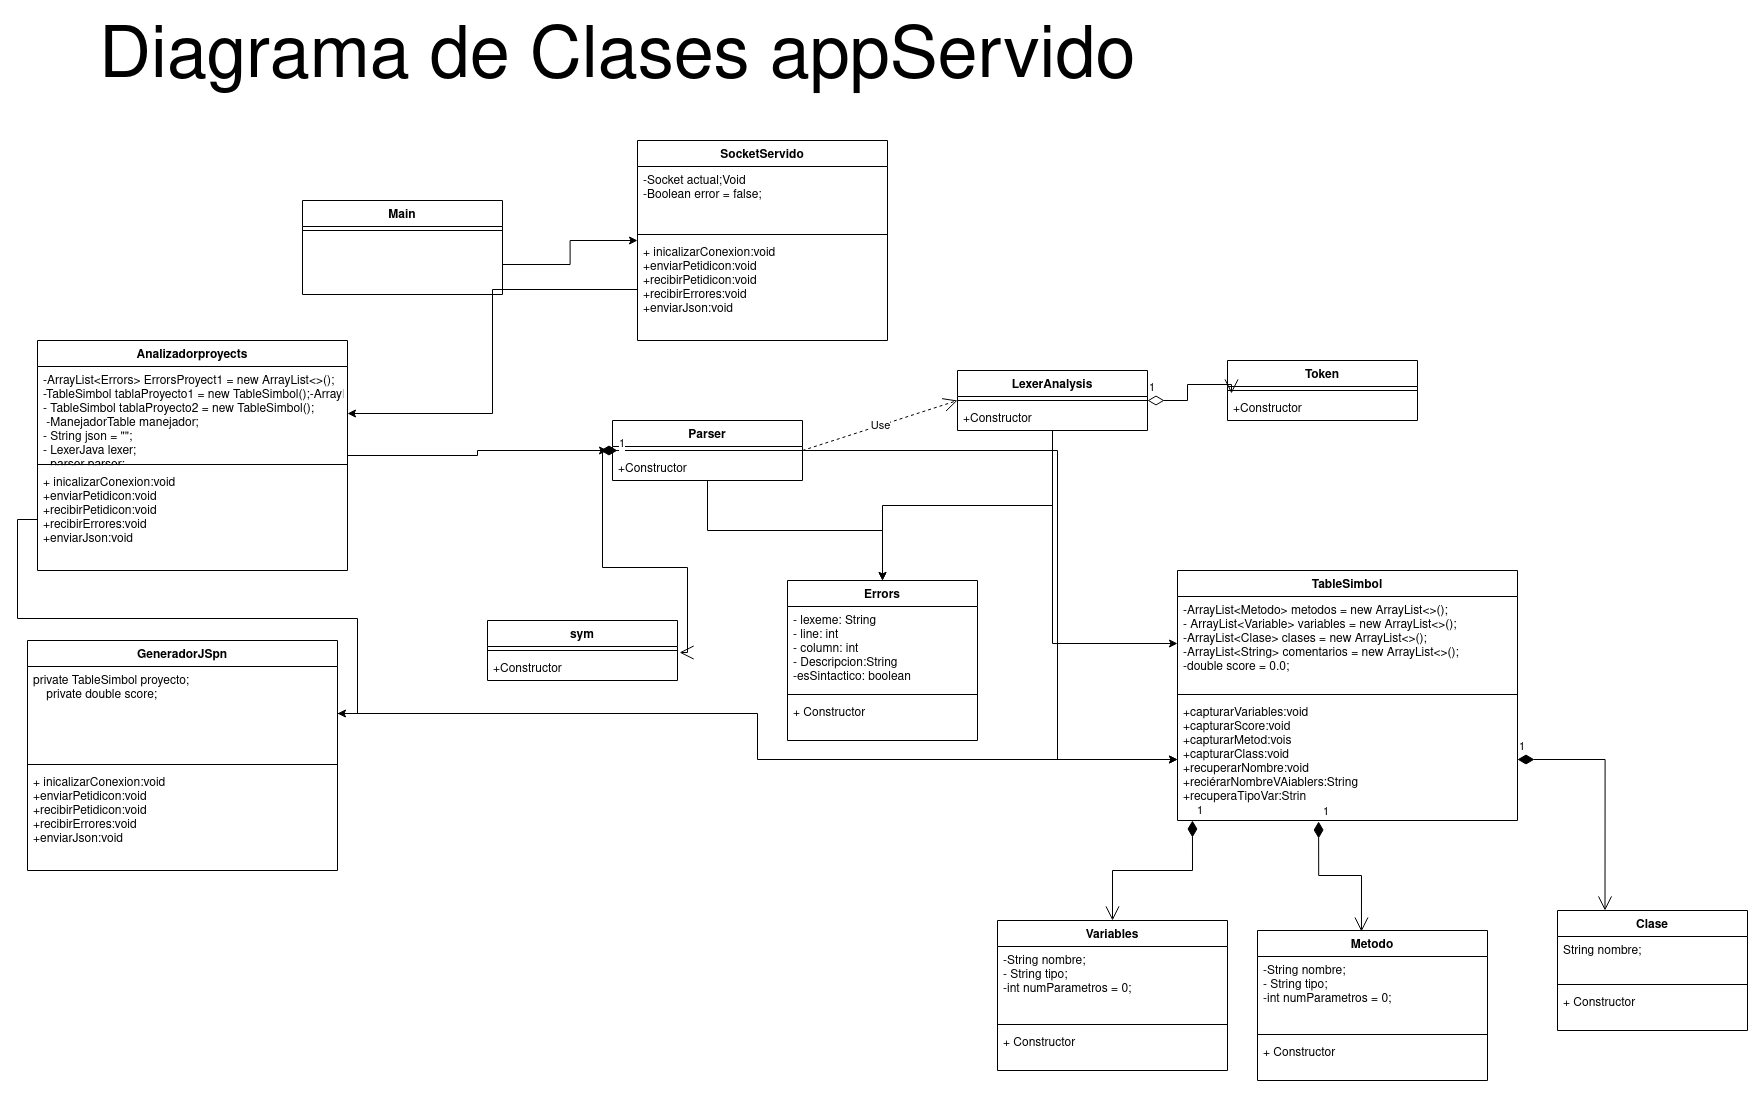 Diagrama de Clases appServido
SocketServido
-Socket actual;Void
-Boolean error = false;
+ inicalizarConexion:void
+enviarPetidicon:void
+recibirPetidicon:void
+recibirErrores:void
+enviarJson:void
Main
Analizadorproyects
-ArrayList<Errors> ErrorsProyect1 = new ArrayList<>();
-TableSimbol tablaProyecto1 = new TableSimbol();-Array
- TableSimbol tablaProyecto2 = new TableSimbol();
-ManejadorTable manejador;
- String json = "";
- LexerJava lexer;
- parser parser;
+ inicalizarConexion:void
+enviarPetidicon:void
+recibirPetidicon:void
+recibirErrores:void
+enviarJson:void
Parser
1
+Constructor
Use
LexerAnalysis
+Constructor
1
Token
+Constructor
sym
+Constructor
Errors
- lexeme: String
- line: int
- column: int
- Descripcion:String
-esSintactico: boolean
+ Constructor
TableSimbol
-ArrayList<Metodo> metodos = new ArrayList<>();
- ArrayList<Variable> variables = new ArrayList<>();
-ArrayList<Clase> clases = new ArrayList<>();
-ArrayList<String> comentarios = new ArrayList<>();
-double score = 0.0;
+capturarVariables:void
+capturarScore:void
+capturarMetod:vois
+capturarClass:void
+recuperarNombre:void
+reciérarNombreVAiablers:String
+recuperaTipoVar:Strin
1
1
1
GeneradorJSpn
private TableSimbol proyecto;
private double score;
+ inicalizarConexion:void
+enviarPetidicon:void
+recibirPetidicon:void
+recibirErrores:void
+enviarJson:void
Variables
-String nombre;
- String tipo;
-int numParametros = 0;
+ Constructor
Metodo
-String nombre;
- String tipo;
-int numParametros = 0;
+ Constructor
Clase
String nombre;
+ Constructor